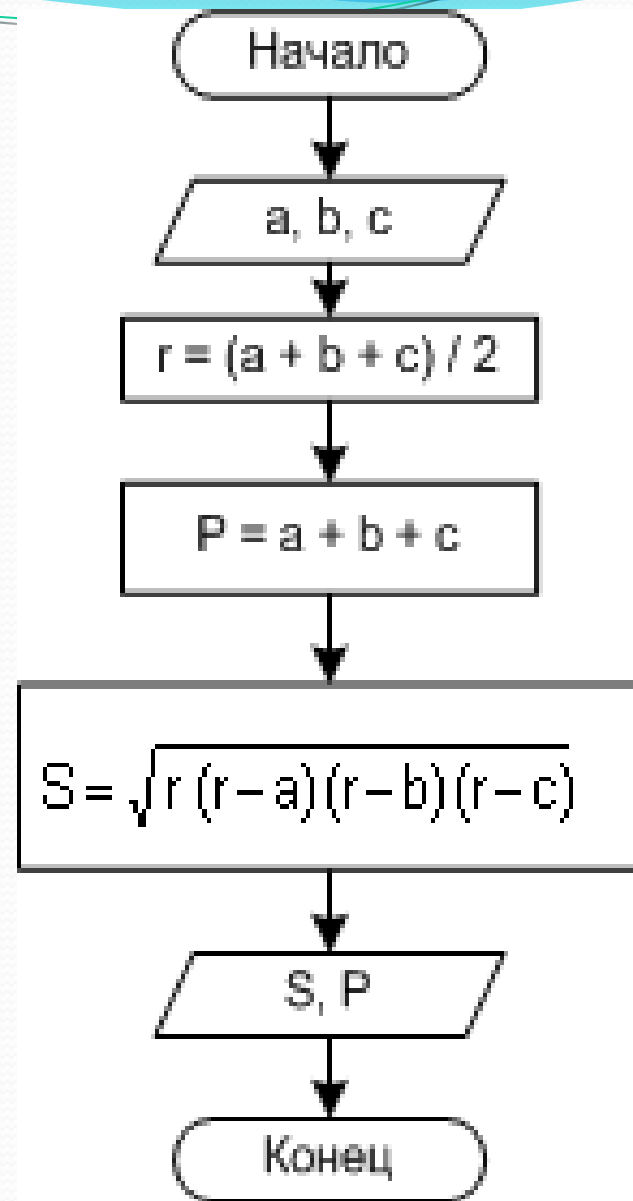 Начало
a, b, c
r = (a + b + c) / 2
P = a + b + c
S = √r (r – a)(r – b)(r – c)
S, P
Конец